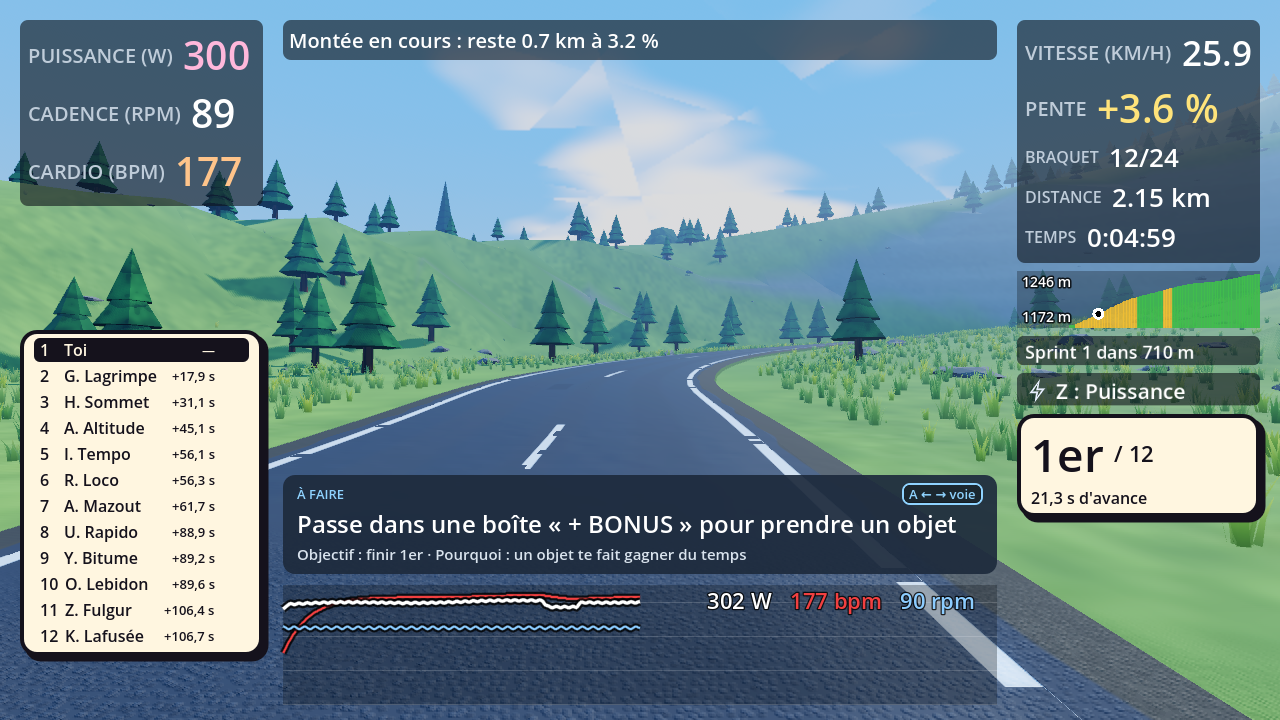 PUISSANCE (W) 300
CADENCE (RPM) 89
CARDIO (BPM) 177
Montée en cours : reste 0.7 km à 3.2 %
VITESSE (KM/H) 25.9
PENTE +3.6 %
BRAQUET 12/24
DISTANCE 2.15 km
TEMPS 0:04:59
1246 m
1172 m
Sprint 1 dans 710 m
Z : Puissance
1er / 12
21,3 s d'avance
1 Toi —
2 G. Lagrimpe +17,9 s
3 H. Sommet +31,1 s
4 A. Altitude +45,1 s
5 I. Tempo +56,1 s
6 R. Loco +56,3 s
7 A. Mazout +61,7 s
8 U. Rapido +88,9 s
9 Y. Bitume +89,2 s
10 O. Lebidon +89,6 s
11 Z. Fulgur +106,4 s
12 K. Lafusée +106,7 s
À FAIRE
A ← → voie
Passe dans une boîte « + BONUS » pour prendre un objet
Objectif : finir 1er · Pourquoi : un objet te fait gagner du temps
302 W 177 bpm 90 rpm